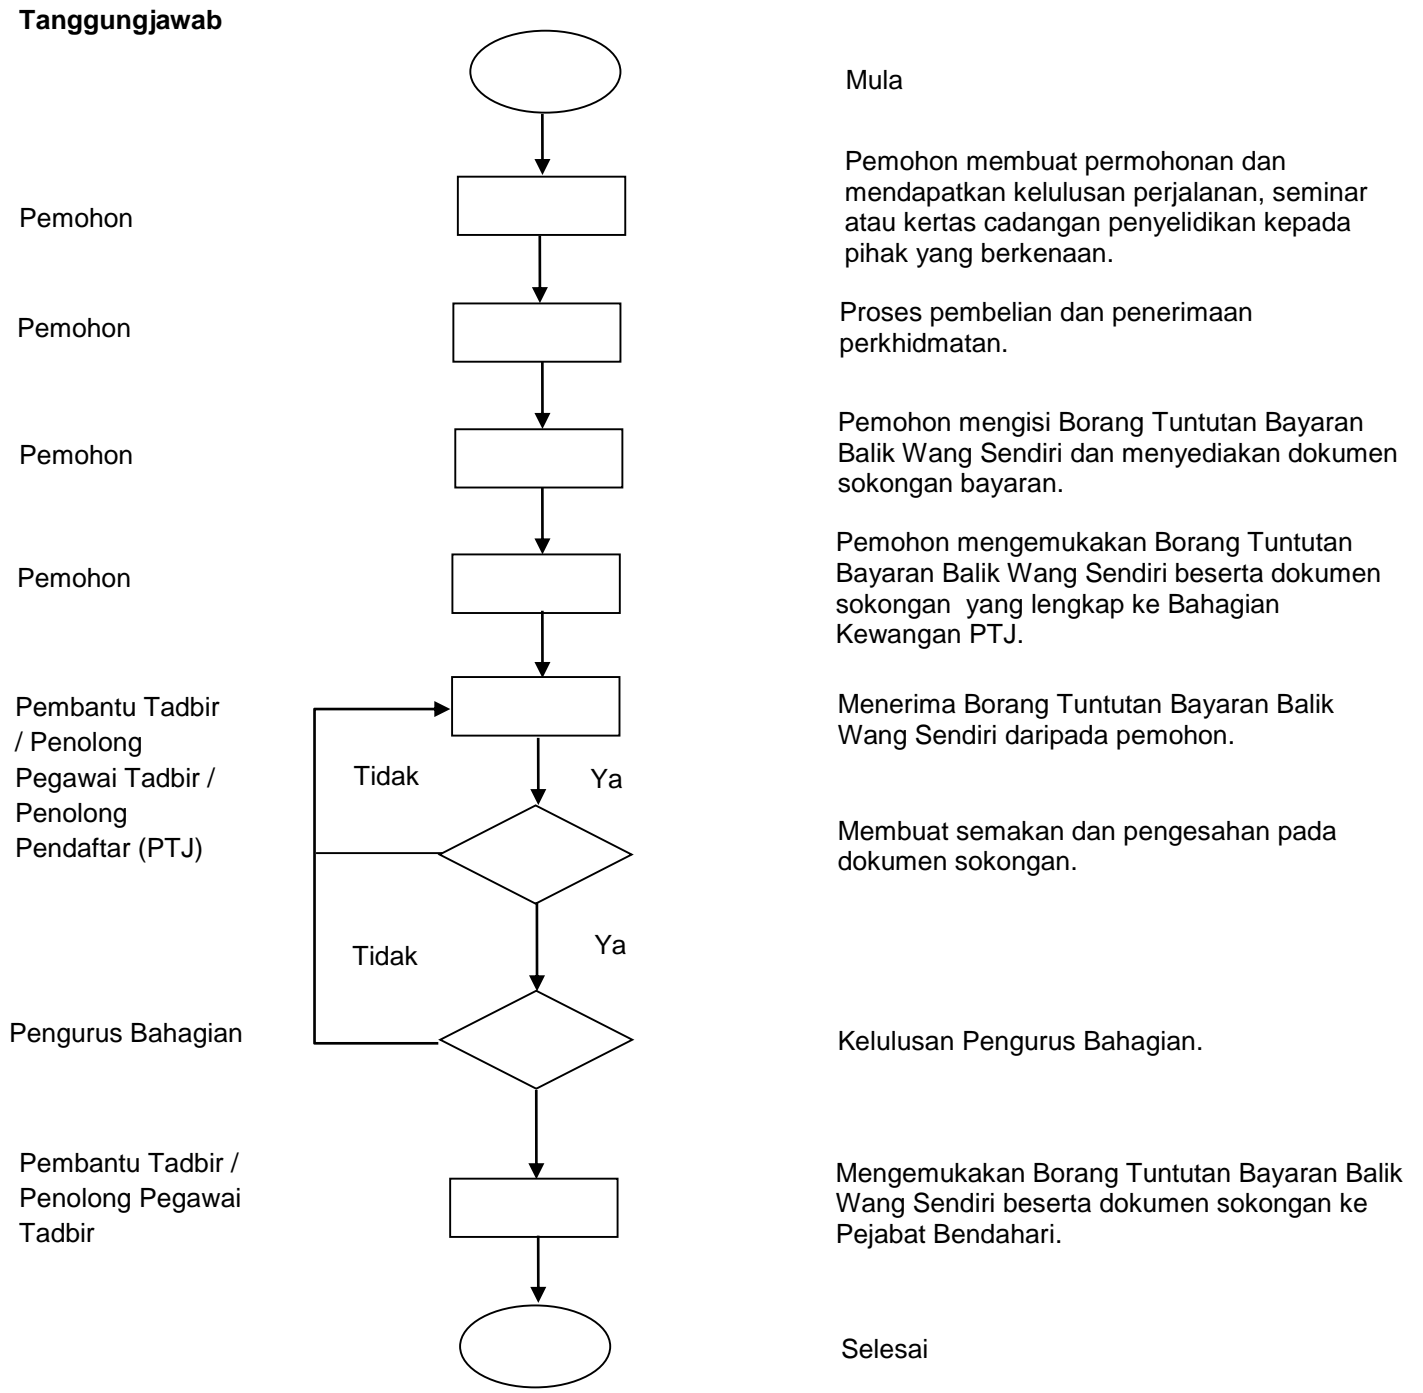 Tanggungjawab
Mula
Pemohon
Pemohon membuat permohonan dan
mendapatkan kelulusan perjalanan, seminar
atau kertas cadangan penyelidikan kepada
pihak yang berkenaan.
Pemohon
Proses pembelian dan penerimaan
perkhidmatan.
Pemohon
Pemohon mengisi Borang Tuntutan Bayaran
Balik Wang Sendiri dan menyediakan dokumen
sokongan bayaran.
Pemohon
Pemohon mengemukakan Borang Tuntutan
Bayaran Balik Wang Sendiri beserta dokumen
sokongan  yang lengkap ke Bahagian
Kewangan PTJ.
Pembantu Tadbir
/ Penolong
Pegawai Tadbir /
Penolong
Pendaftar (PTJ)
Menerima Borang Tuntutan Bayaran Balik
Wang Sendiri daripada pemohon.
Tidak
Ya
Membuat semakan dan pengesahan pada
dokumen sokongan.
Tidak
Ya
Pengurus Bahagian
Kelulusan Pengurus Bahagian.
Pembantu Tadbir /
Penolong Pegawai
Tadbir
Mengemukakan Borang Tuntutan Bayaran Balik
Wang Sendiri beserta dokumen sokongan ke
Pejabat Bendahari.
Selesai